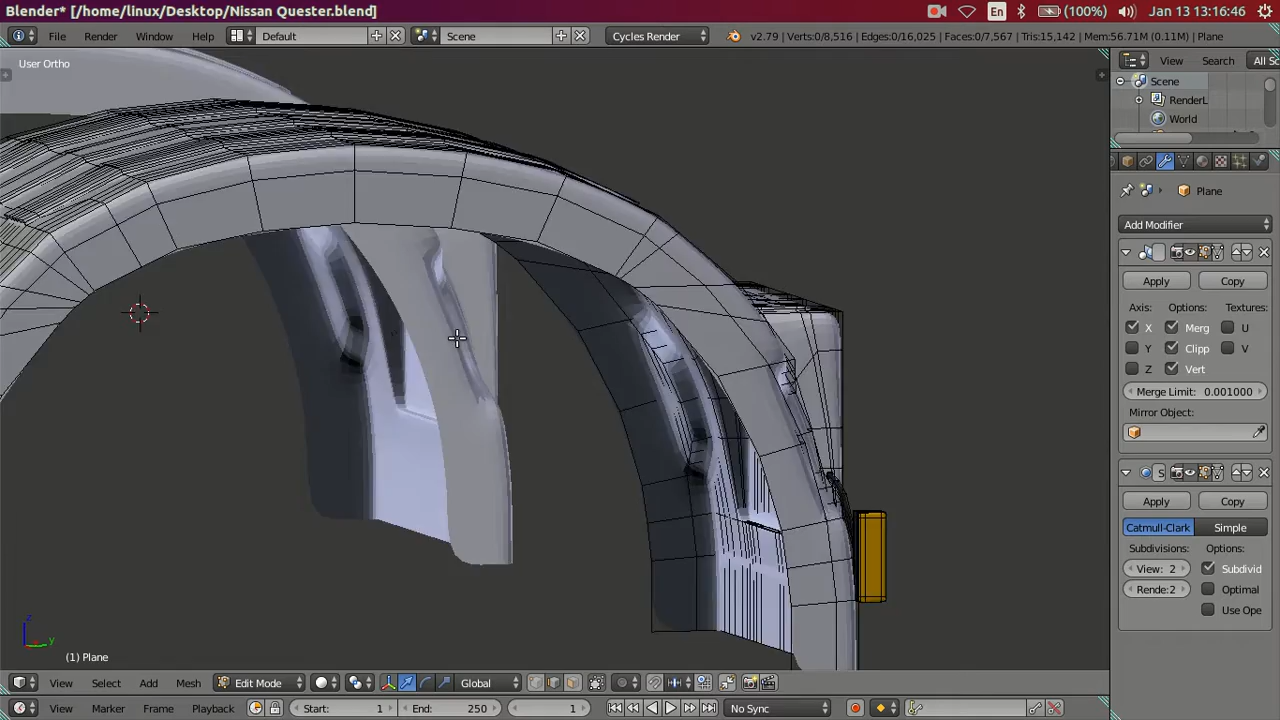 Blender* [/home/linux/Desktop/Nissan Quester.blend]
En (100%) Jan 13 13:16:46
File Render Window Help Default Scene Cycles Render v2.79 | Verts:0/8,516 | Edges:0/16,025 | Faces:0/7,567 | Tris:15,142 | Mem:56.71M (0.11M) | Plane
User Ortho
View Search All Sc
Scene
RenderL
World
Plane
Add Modifier
Apply Copy
Axis: Options: Textures:
X Merg U
Y Clipp V
Z Vert
Merge Limit: 0.001000
Mirror Object:
S
Apply Copy
Catmull-Clark Simple
Subdivisions: Options:
View: 2 Subdivid
Rende:2 Optimal
Use Ope
z
y
(1) Plane
View Select Add Mesh Edit Mode Global
View Marker Frame Playback Start: 1 End: 250 1 No Sync